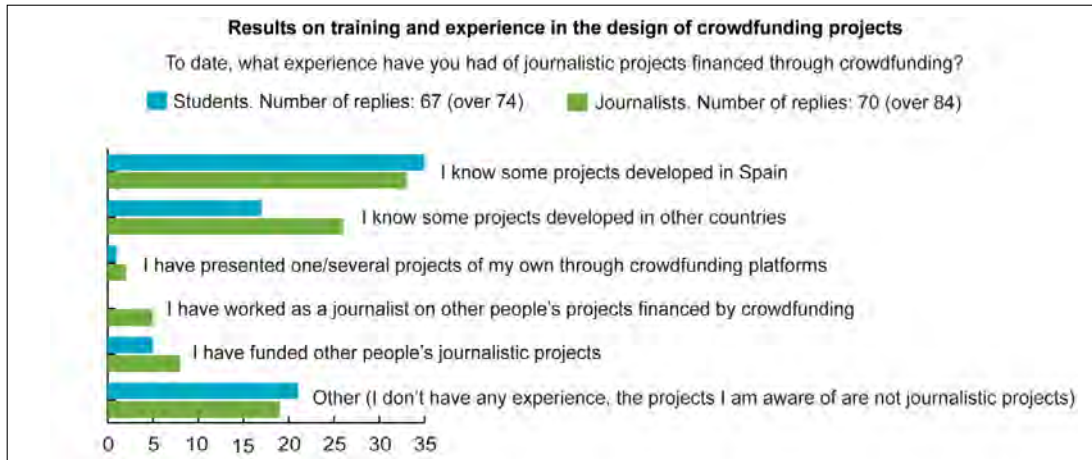 Results on training and experience in the design of crowdfunding projects
To date, what experience have you had of journalistic projects financed through crowdfunding?
Students. Number of replies: 67 (over 74) Journalists. Number of replies: 70 (over 84)
I know some projects developed in Spain
I know some projects developed in other countries
I have presented one/several projects of my own through crowdfunding platforms
I have worked as a journalist on other people's projects financed by crowdfunding
I have funded other people's journalistic projects
Other (I don't have any experience, the projects I am aware of are not journalistic projects)
0 5 10 15 20 25 30 35